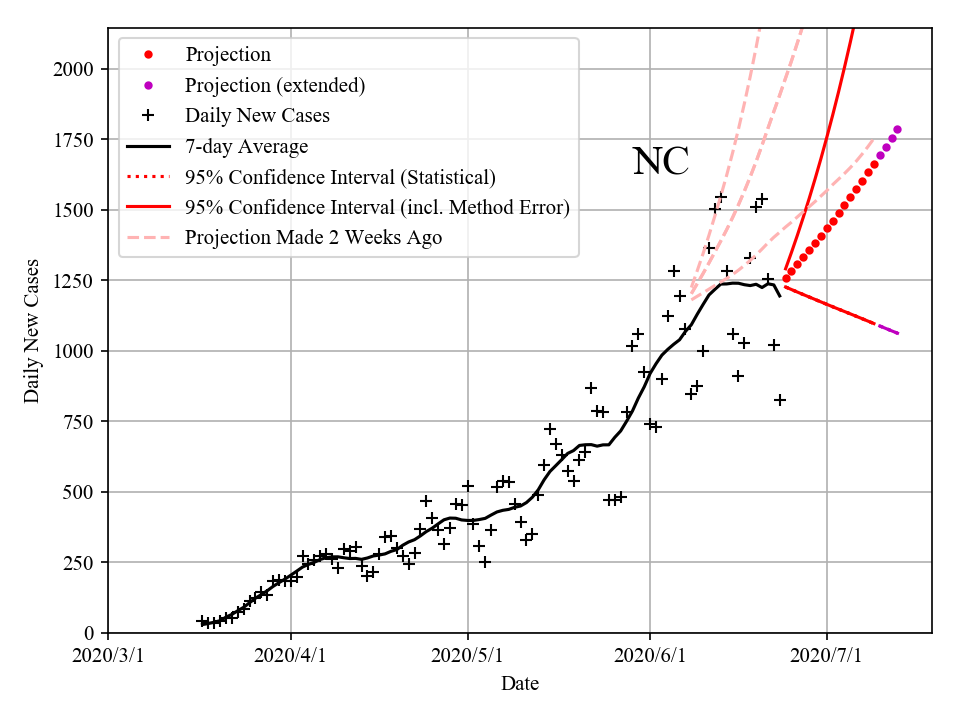 2000
1750
1500
1250
1000
750
500
250
0
Daily New Cases
Projection
Projection (extended)
Daily New Cases
7-day Average
95% Confidence Interval (Statistical)
95% Confidence Interval (incl. Method Error)
Projection Made 2 Weeks Ago
NC
2020/3/1
2020/4/1
2020/5/1
2020/6/1
2020/7/1
Date